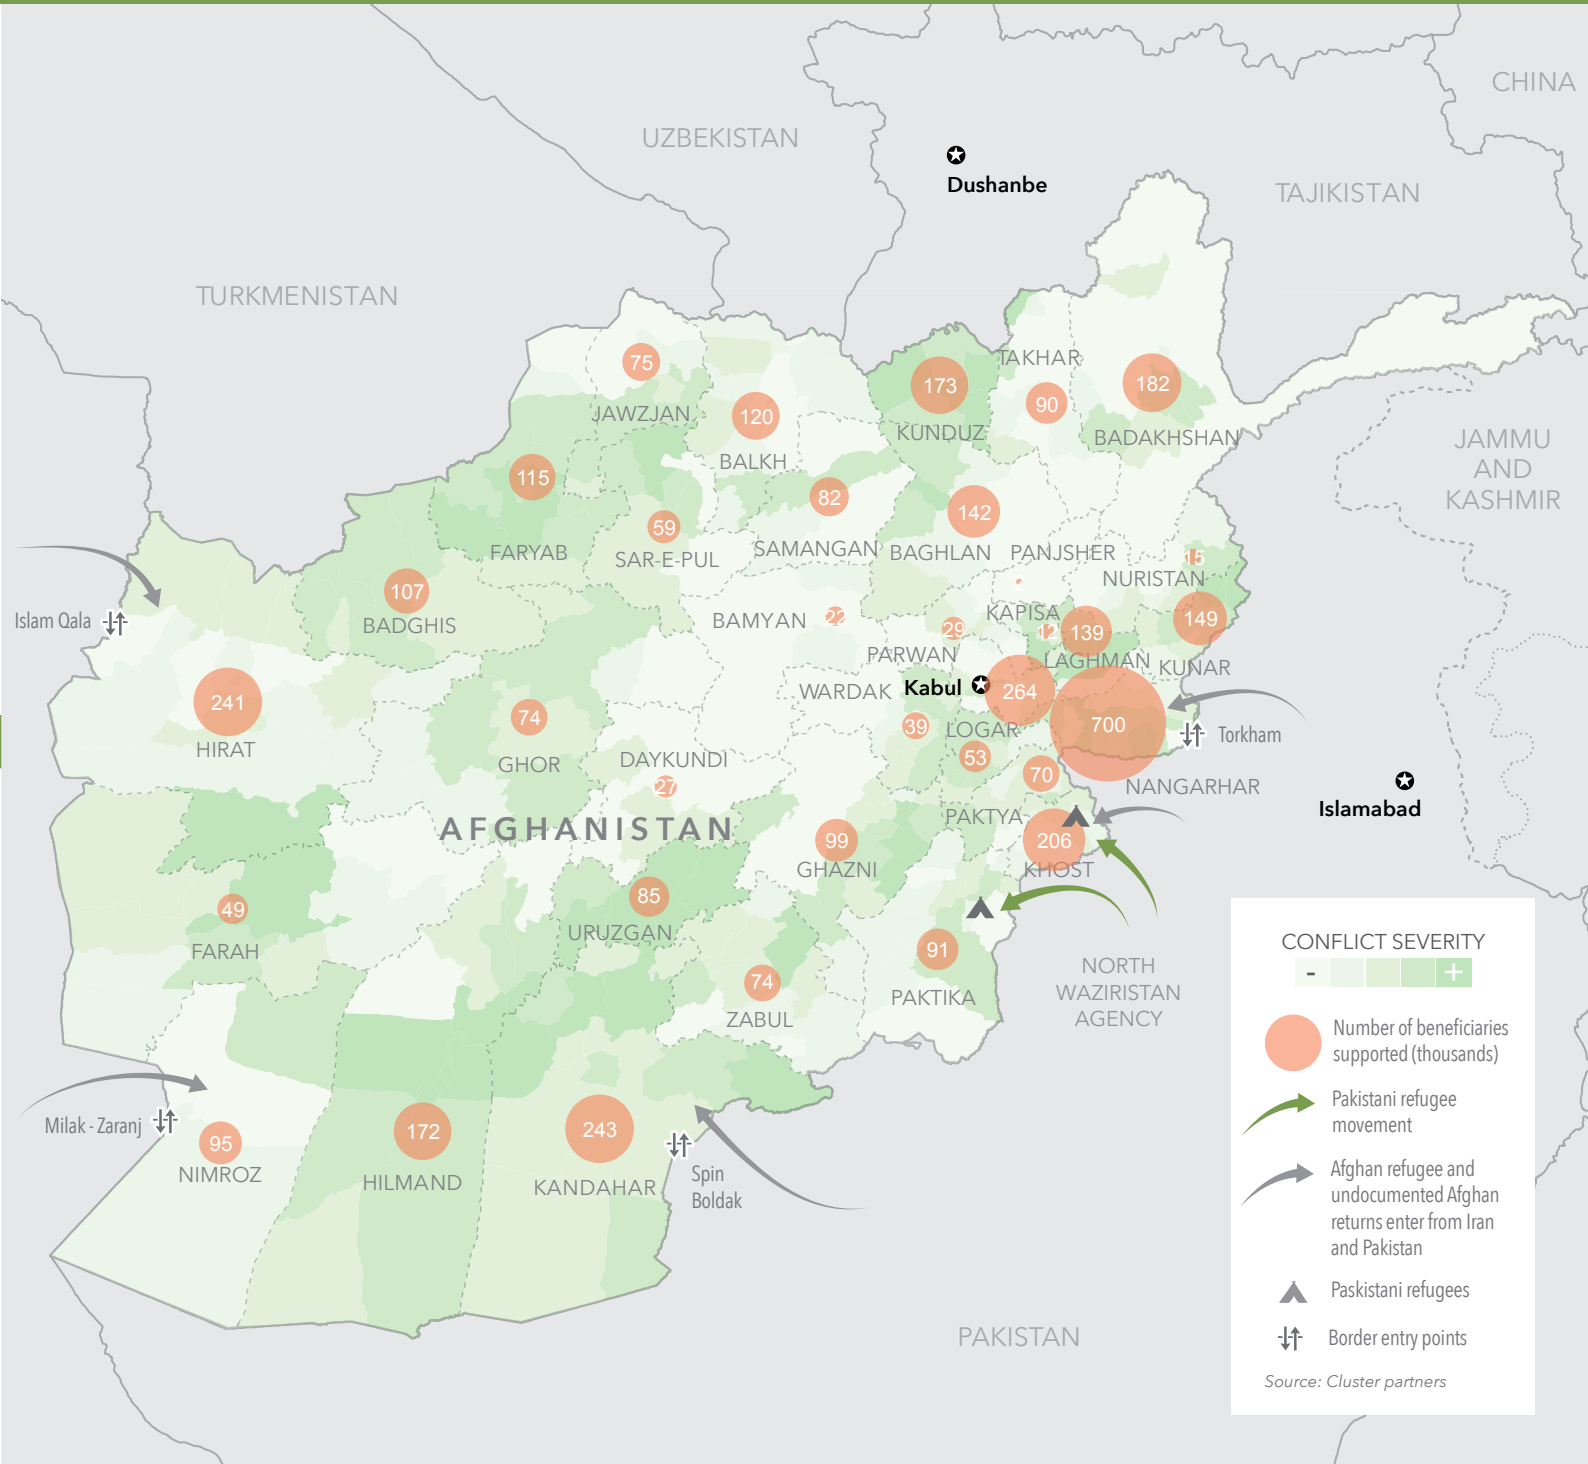 CHINA
UZBEKISTAN
Dushanbe
TAJIKISTAN
TURKMENISTAN
75
TAKHAR
173
182
90
JAWZJAN
120
KUNDUZ
BADAKHSHAN
JAMMU
AND
KASHMIR
BALKH
115
82
142
59
FARYAB
SAR-E-PUL
SAMANGAN
BAGHLAN
PANJSHER
15
NURISTAN
107
BADGHIS
Islam Qala
BAMYAN
22
KAPISA
29
12
139
149
PARWAN
LAGHMAN
KUNAR
WARDAK
Kabul
264
241
HIRAT
74
GHOR
39
LOGAR
700
Torkham
DAYKUNDI
27
53
70
NANGARHAR
Islamabad
AFGHANISTAN
PAKTYA
99
GHAZNI
206
KHOST
85
URUZGAN
49
FARAH
91
PAKTIKA
74
ZABUL
NORTH
WAZIRISTAN
AGENCY
Milak - Zaranj
95
NIMROZ
172
HILMAND
243
KANDAHAR
Spin
Boldak
PAKISTAN
CONFLICT SEVERITY
- +
Number of beneficiaries
supported (thousands)
Pakistani refugee
movement
Afghan refugee and
undocumented Afghan
returns enter from Iran
and Pakistan
Paskistani refugees
Border entry points
Source: Cluster partners